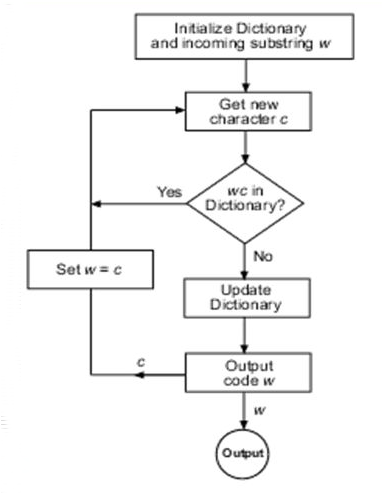 Initialize Dictionary
and incoming substring w
Get new
character c
Yes
wc in
Dictionary?
No
Set w = c
Update
Dictionary
c
Output
code w
w
Output